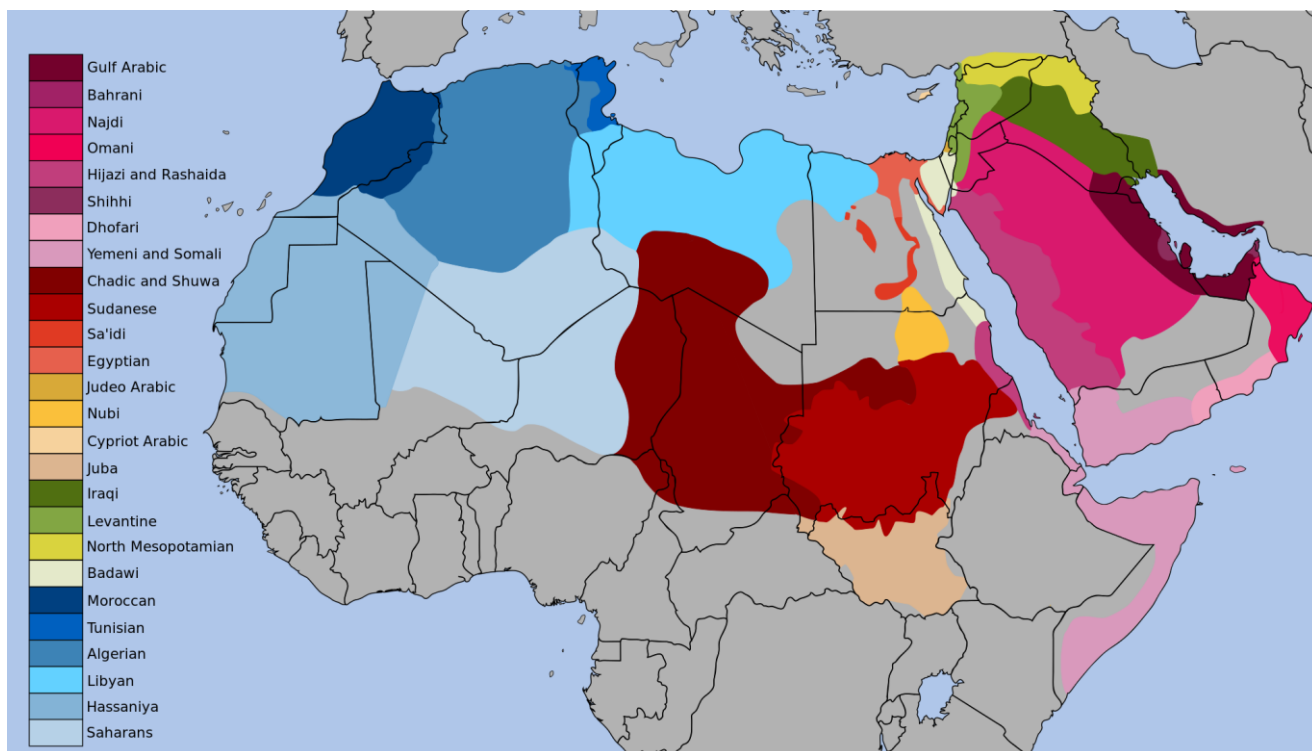 Gulf Arabic
Bahrani
Najdi
Omani
Hijazi and Rashaida
Shihhi
Dhofari
Yemeni and Somali
Chadic and Shuwa
Sudanese
Sa'idi
Egyptian
Judeo Arabic
Nubi
Cypriot Arabic
Juba
Iraqi
Levantine
North Mesopotamian
Badawi
Moroccan
Tunisian
Algerian
Libyan
Hassaniya
Saharans